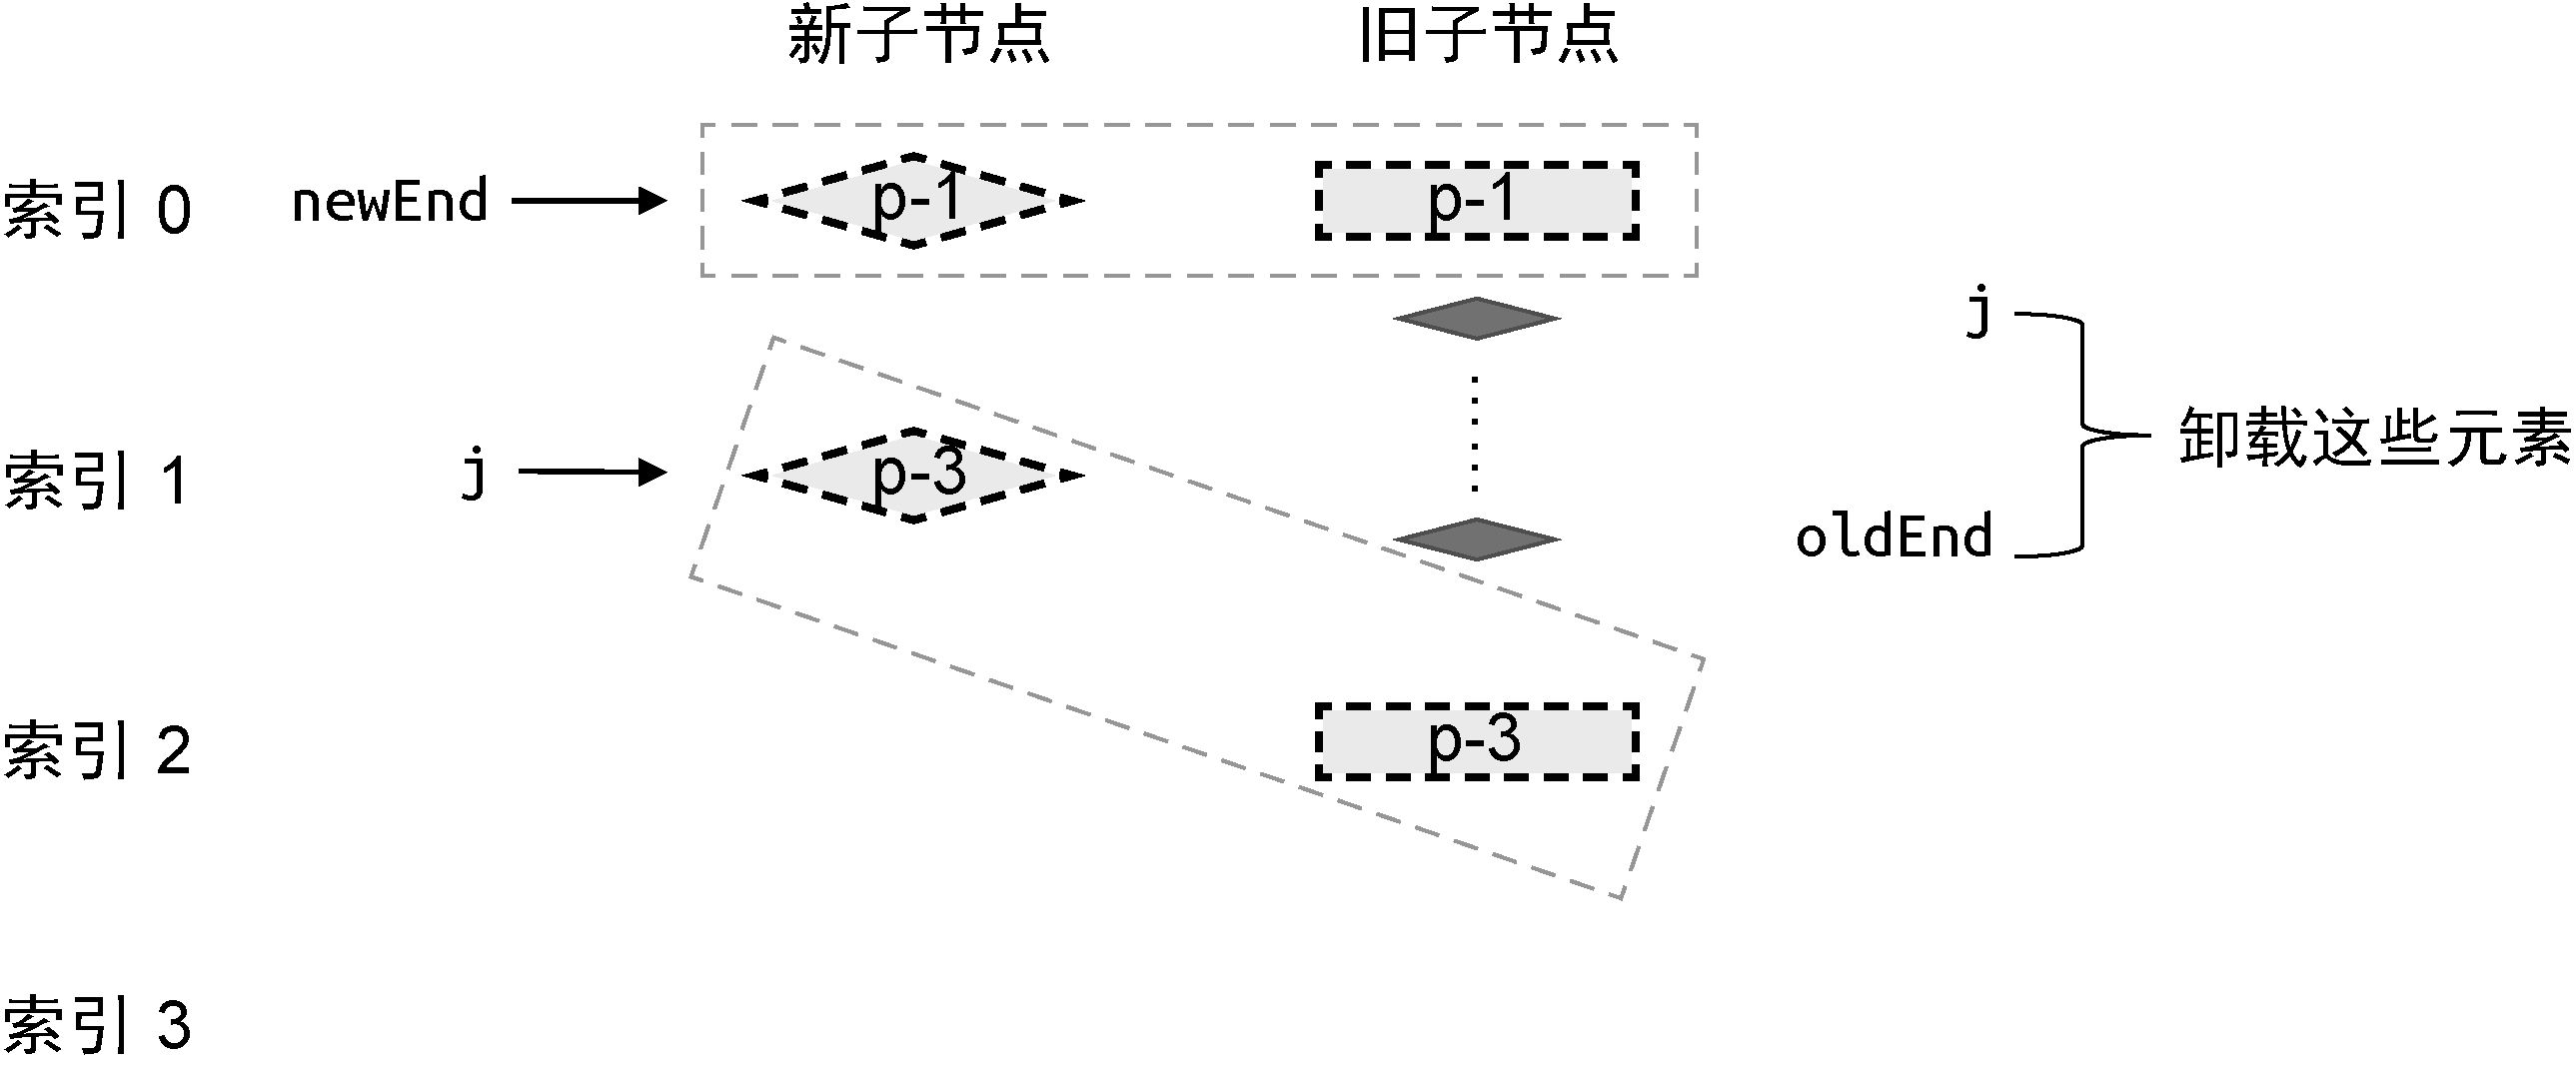 新子节点 旧子节点
索引 0 newEnd p-1 p-1
j
索引 1 j p-3 卸载这些元素
oldEnd
索引 2 p-3
索引 3